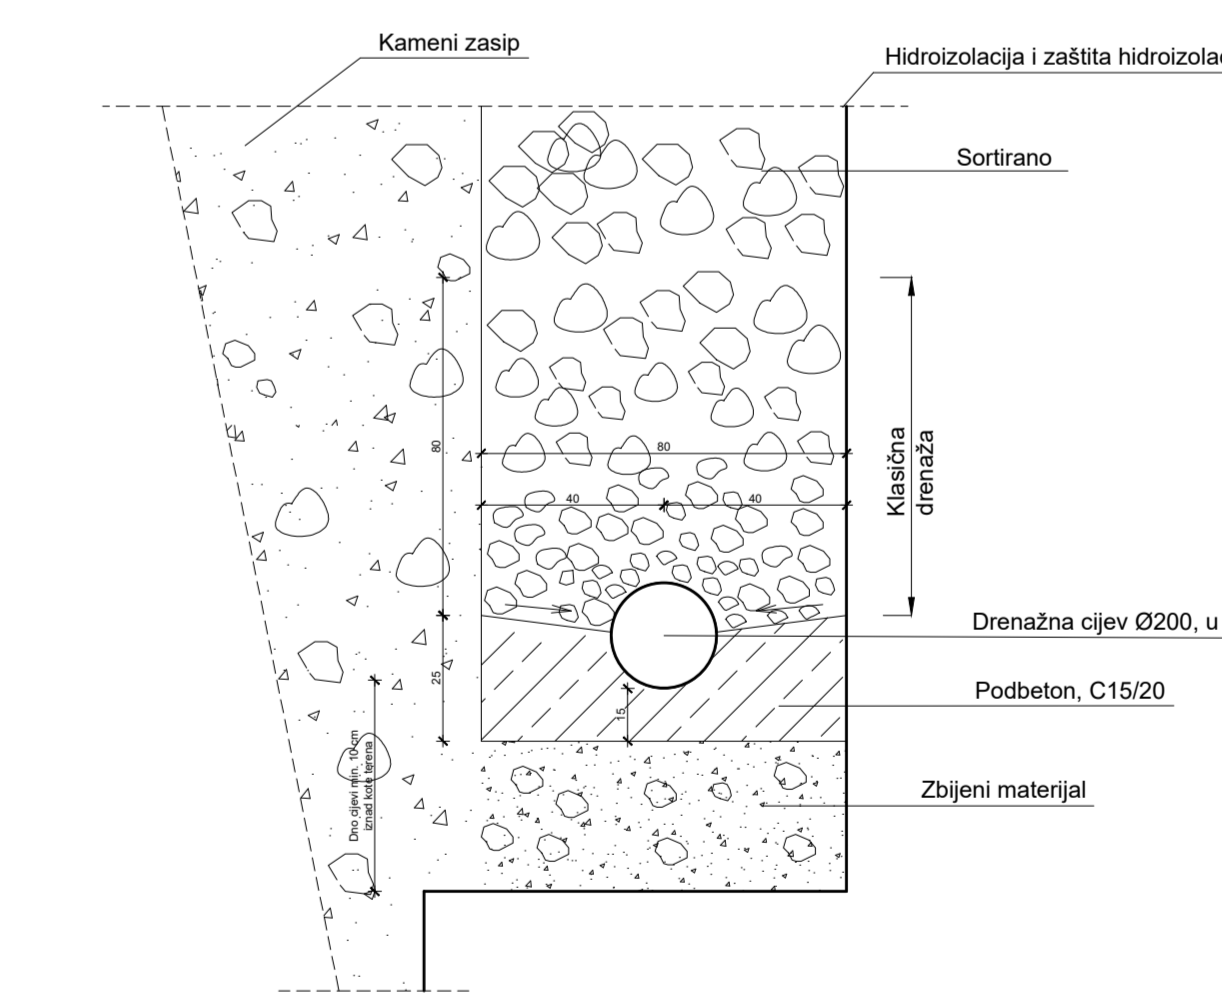 Kameni zasip
Hidroizolacija i zaštita
Sortirano
80
80
40
40
Klasična
drenaža
Drenažna cijev Ø200, u
25
15
Podbeton, C15/20
Dno cijevi min. 10 cm
iznad kote terena
Zbijeni materijal